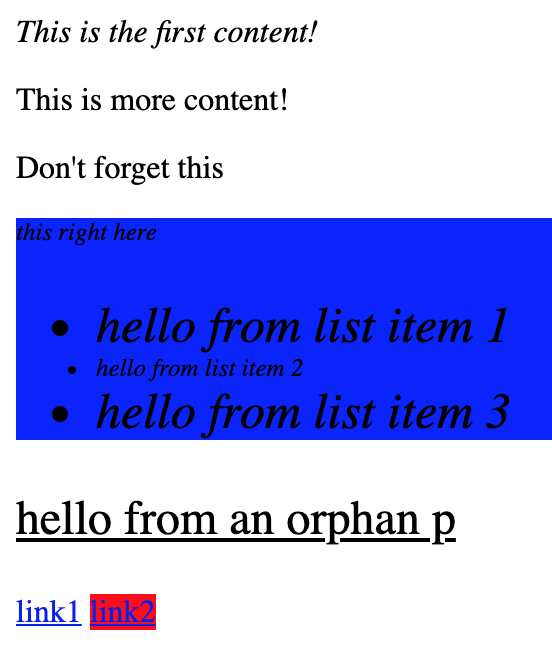 This is the first content!
This is more content!
Don't forget this
this right here
hello from list item 1
hello from list item 2
hello from list item 3
hello from an orphan p
link1 link2